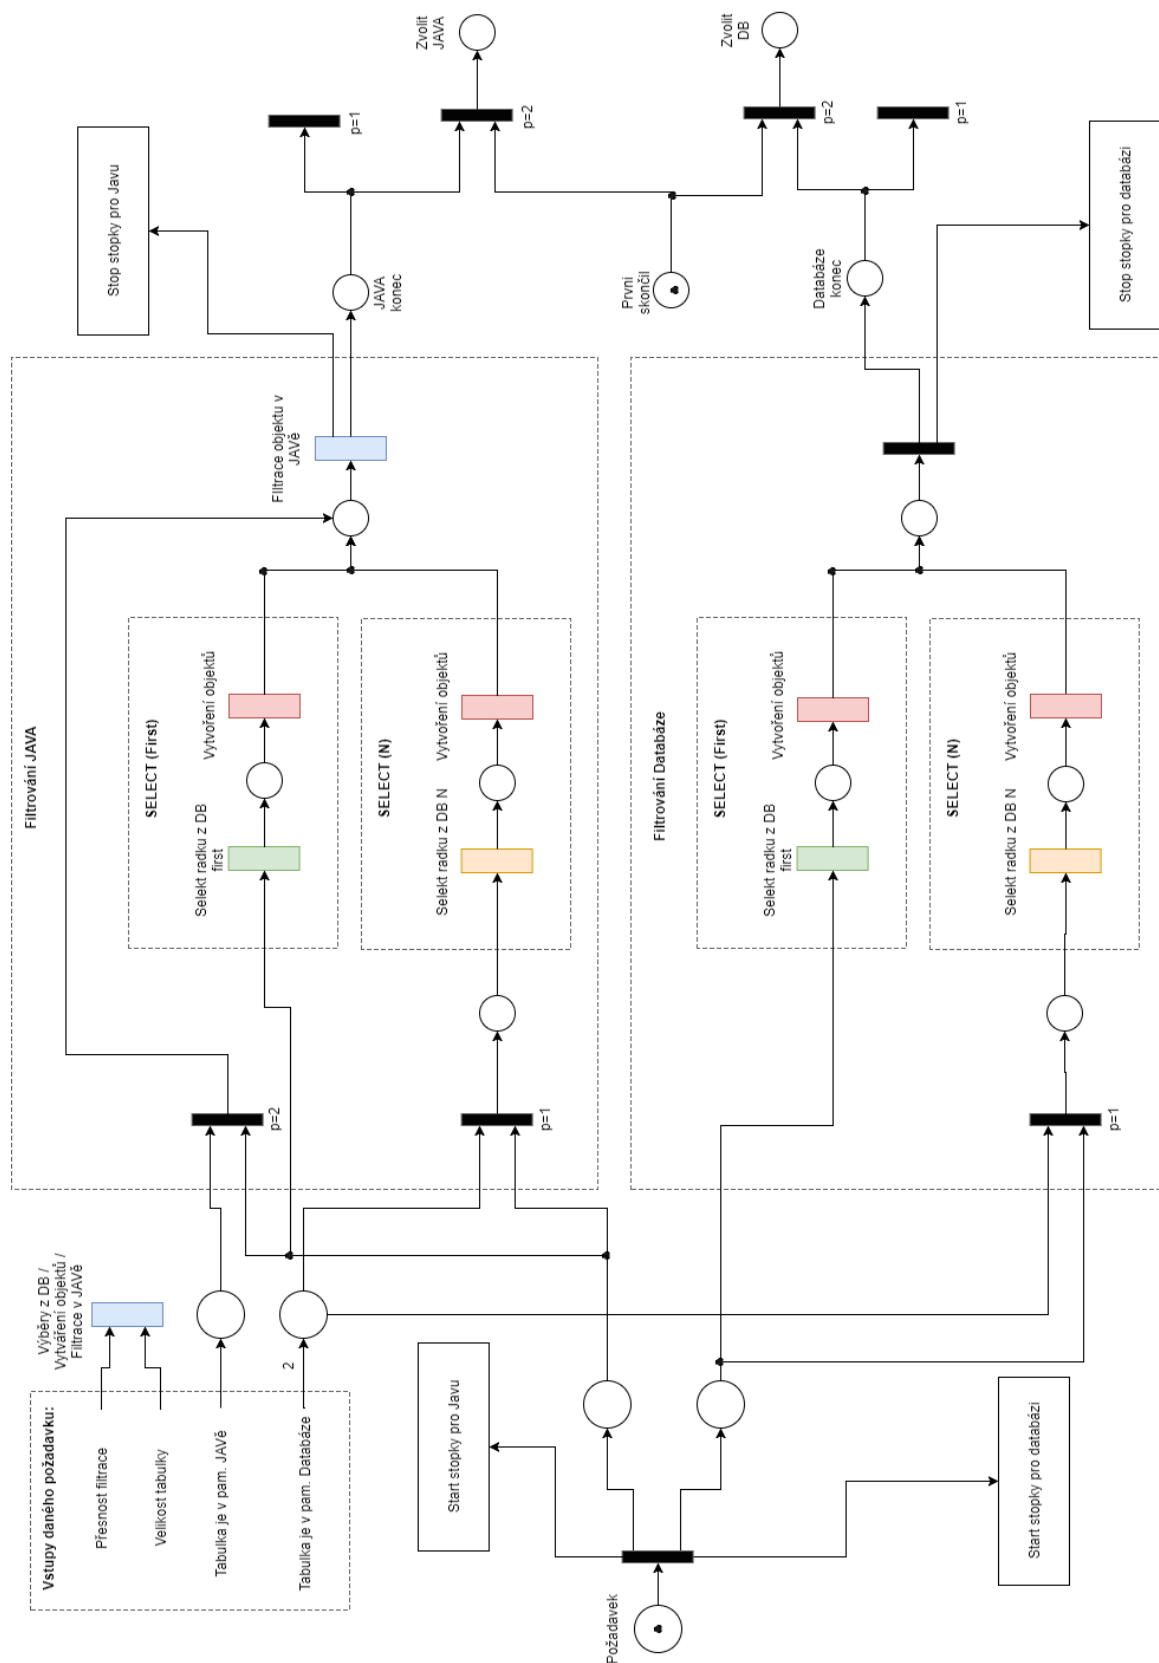 Vstupy daného požadavku:
Přesnost filtrace
Velikost tabulky
Tabulka je v pam. JAVě
Tabulka je v pam. Databáze
2
Výběry z DB /
Vytváření objektů /
Filtrace v JAVě
Požadavek
Start stopky pro Javu
Start stopky pro databázi
Filtrování JAVA
p=2
p=1
SELECT (First)
Selekt radku z DB
first
Vytvoření objektů
SELECT (N)
Selekt radku z DB N
Vytvoření objektů
Filtrace objektu v
JAVě
Filtrování Databáze
p=1
SELECT (First)
Selekt radku z DB
first
Vytvoření objektů
SELECT (N)
Selekt radku z DB N
Vytvoření objektů
Stop stopky pro Javu
JAVA
konec
První
skončil
Databáze
konec
Stop stopky pro databázi
p=1
p=2
p=2
p=1
Zvolit
JAVA
Zvolit
DB